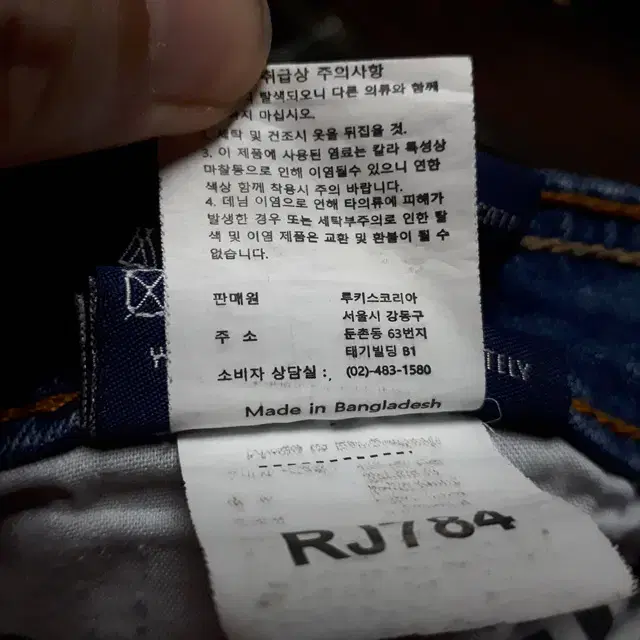 취급상 주의사항
탈색되오니 다른 의류와 함께
마십시오.
세탁 및 건조시 옷을 뒤집을 것.
3. 이 제품에 사용된 염료는 칼라 특성상
마찰등으로 인해 이염될수 있으니 연한
색상 함께 착용시 주의 바랍니다.
4. 데님 이염으로 인해 타의류에 피해가
발생한 경우 또는 세탁부주의로 인한 탈
색 및 이염 제품은 교환 및 환불이 될 수
없습니다.
판매원 루키스코리아
주 소 서울시 강동구
둔촌동 63번지
태기빌딩 B1
소비자 상담실 : (02)-483-1580
Made in Bangladesh
RJ784